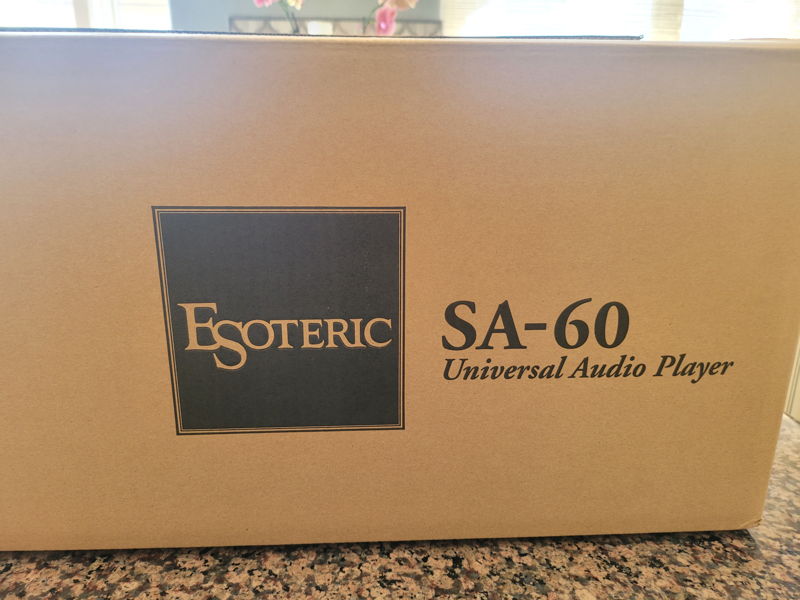 ESOTERIC
SA-60
Universal Audio Player